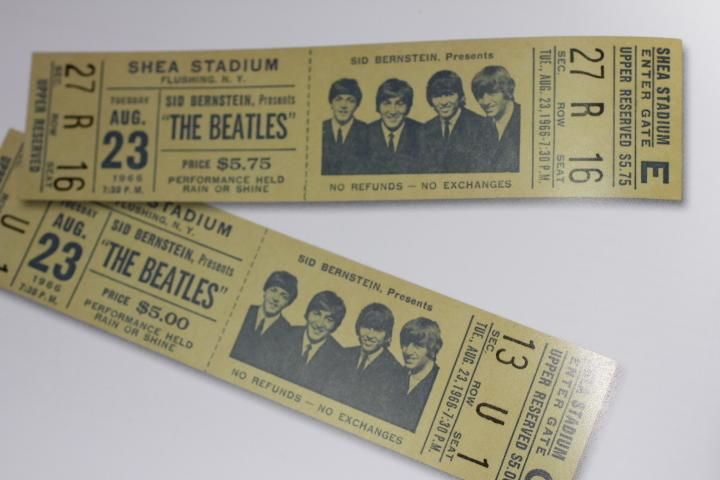 SEC. ROW SEAT
27 R 16
UPPER RESERVED
SHEA STADIUM
FLUSHING, N. Y.
TUESDAY
AUG.
23
1966
7:30 P. M.
SID BERNSTEIN, Presents
"THE BEATLES"
PRICE $5.75
PERFORMANCE HELD
RAIN OR SHINE
SID BERNSTEIN, Presents
NO REFUNDS — NO EXCHANGES
TUE., AUG. 23, 1966-7:30 P.M.
SEC. ROW SEAT
27 R 16
UPPER RESERVED $5.75
ENTER GATE E
SHEA STADIUM
U 1
TUESDAY
AUG.
23
1966
7:30 P. M.
STADIUM
FLUSHING, N. Y.
SID BERNSTEIN, Presents
"THE BEATLES"
PRICE $5.00
PERFORMANCE HELD
RAIN OR SHINE
SID BERNSTEIN, Presents
NO REFUNDS — NO EXCHANGES
TUE., AUG. 23, 1966-7:30 P.M.
SEC. ROW SEAT
13 U 1
UPPER RESERVED $5.00
ENTER GATE
STADIUM